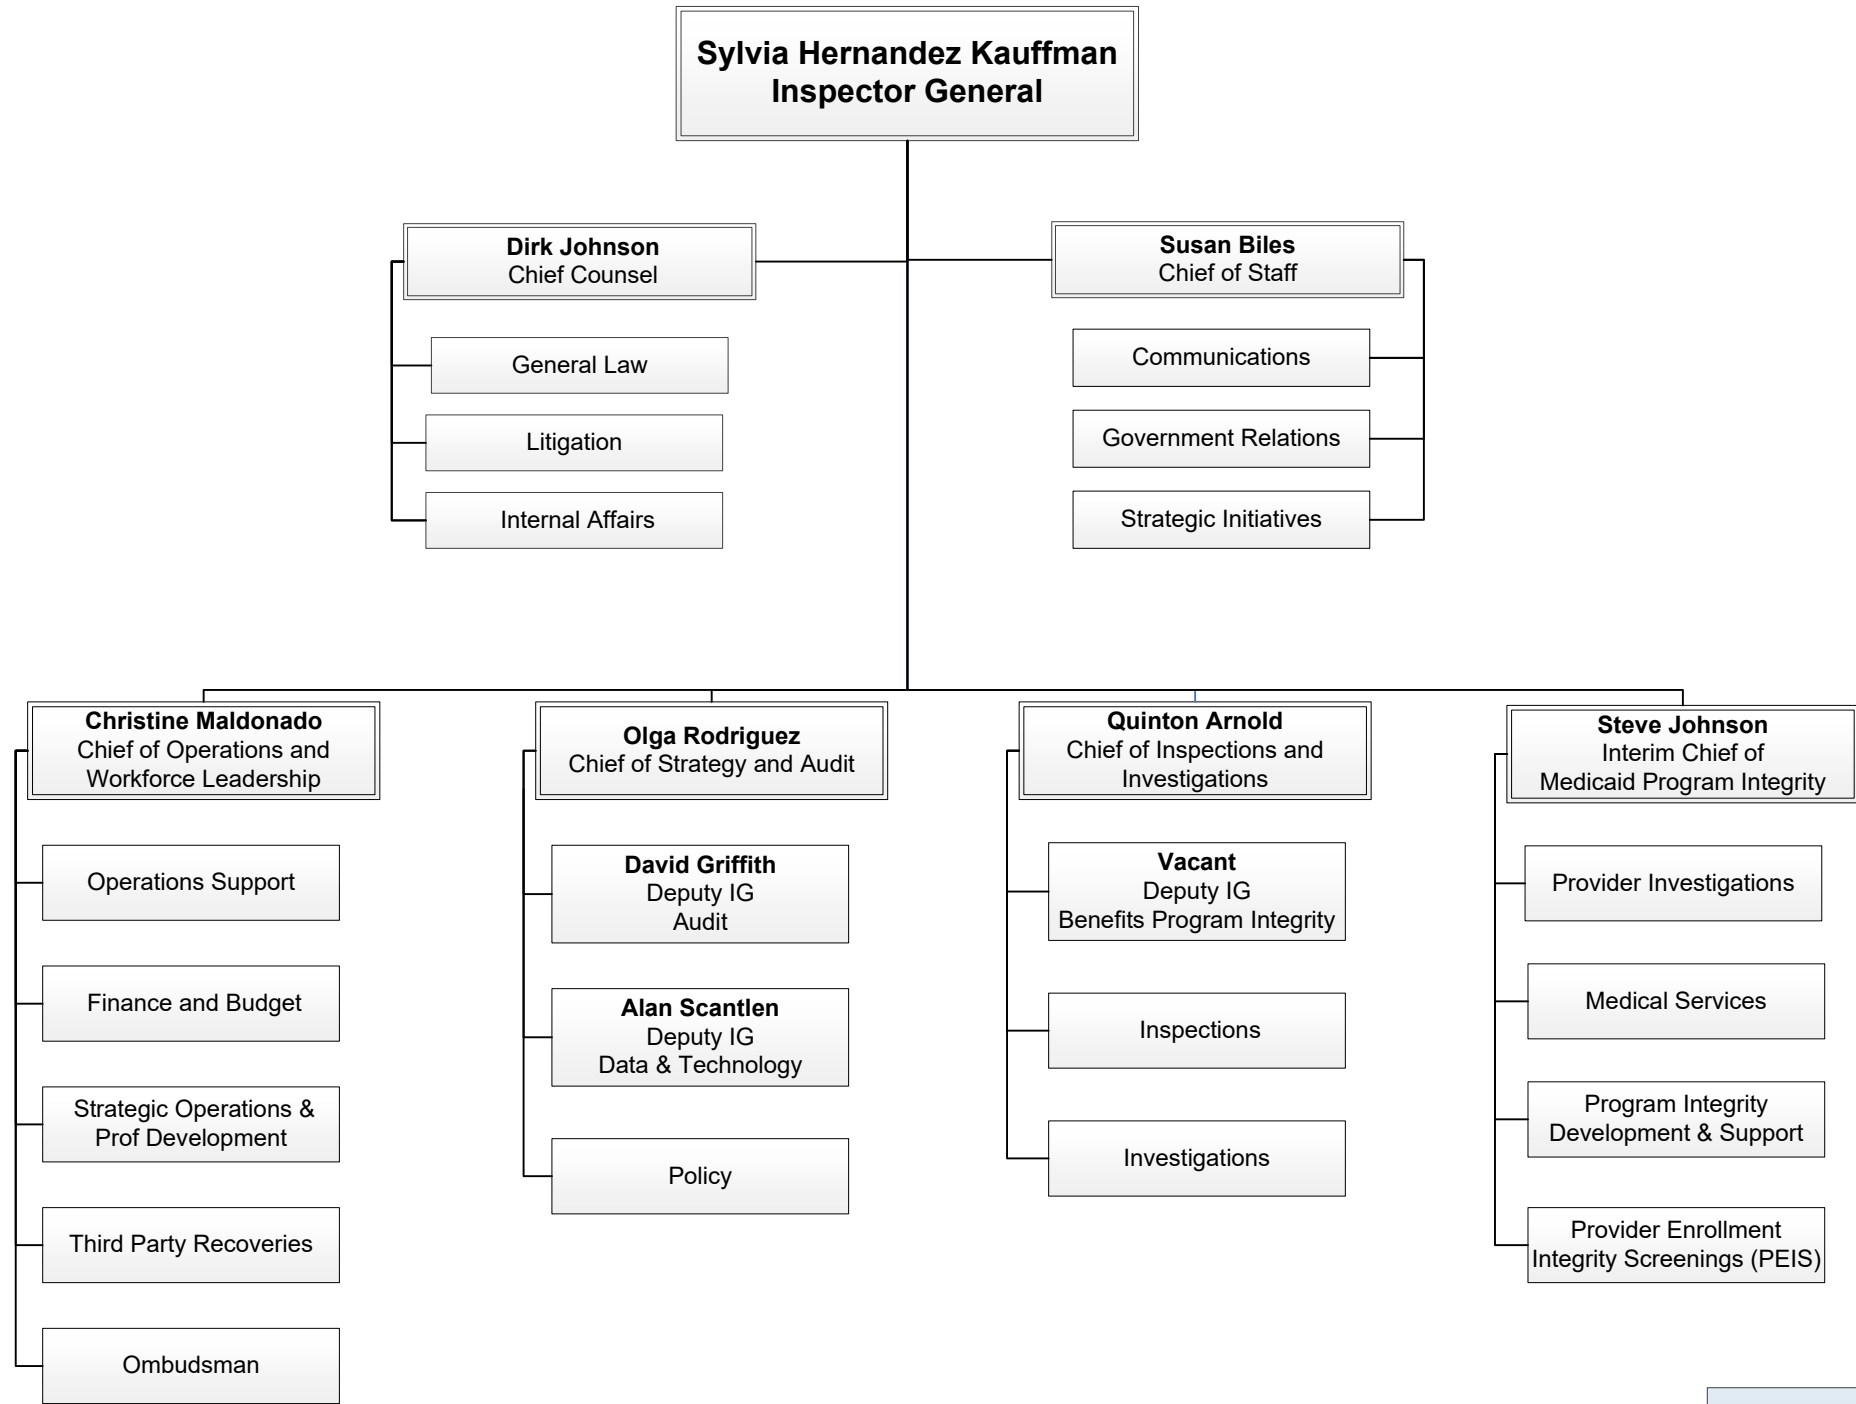 Sylvia Hernandez Kauffman
Inspector General
Dirk Johnson
Chief Counsel
General Law
Litigation
Internal Affairs
Susan Biles
Chief of Staff
Communications
Government Relations
Strategic Initiatives
Christine Maldonado
Chief of Operations and
Workforce Leadership
Operations Support
Finance and Budget
Strategic Operations &
Prof Development
Third Party Recoveries
Ombudsman
Olga Rodriguez
Chief of Strategy and Audit
David Griffith
Deputy IG
Audit
Alan Scantlen
Deputy IG
Data & Technology
Policy
Quinton Arnold
Chief of Inspections and
Investigations
Vacant
Deputy IG
Benefits Program Integrity
Inspections
Investigations
Steve Johnson
Interim Chief of
Medicaid Program Integrity
Provider Investigations
Medical Services
Program Integrity
Development & Support
Provider Enrollment
Integrity Screenings (PEIS)